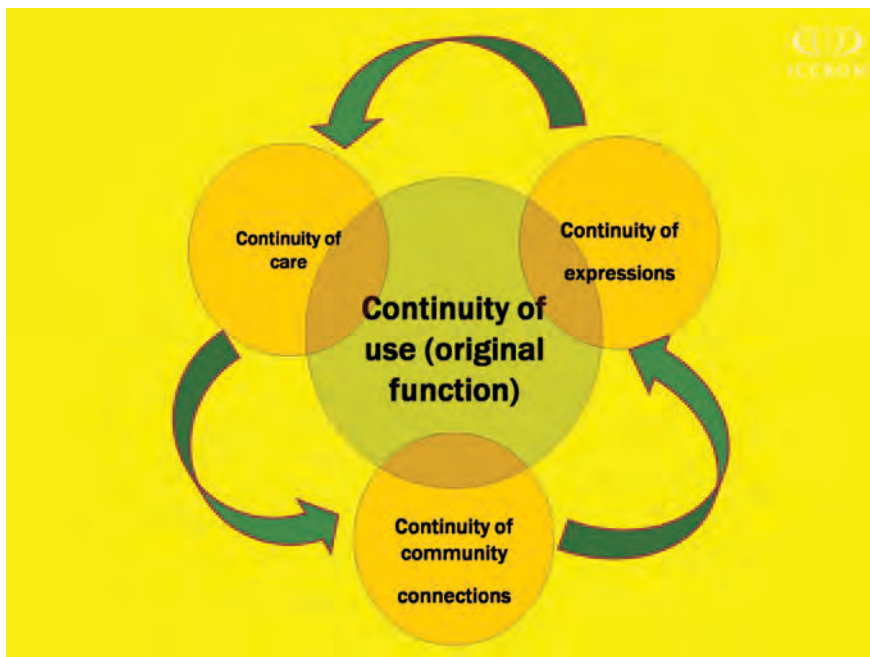 ICCROM
Continuity of
care
Continuity of
expressions
Continuity of
use (original
function)
Continuity of
community
connections